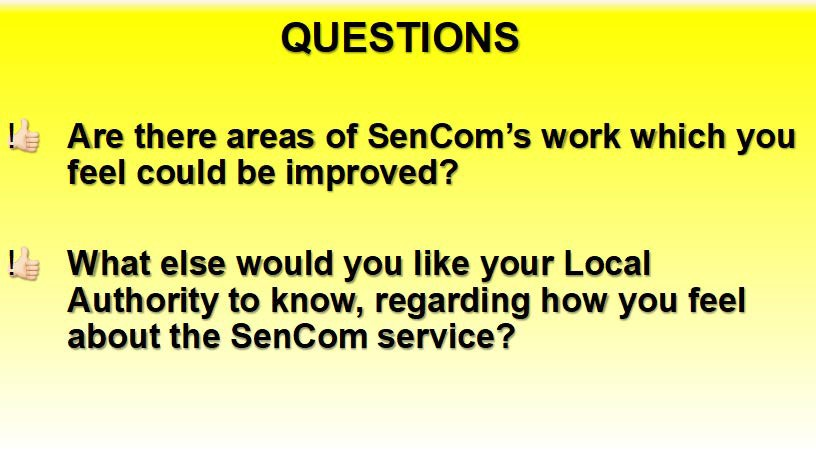 QUESTIONS
!👍🏻 Are there areas of SenCom’s work which you
feel could be improved?
!👍🏻 What else would you like your Local
Authority to know, regarding how you feel
about the SenCom service?